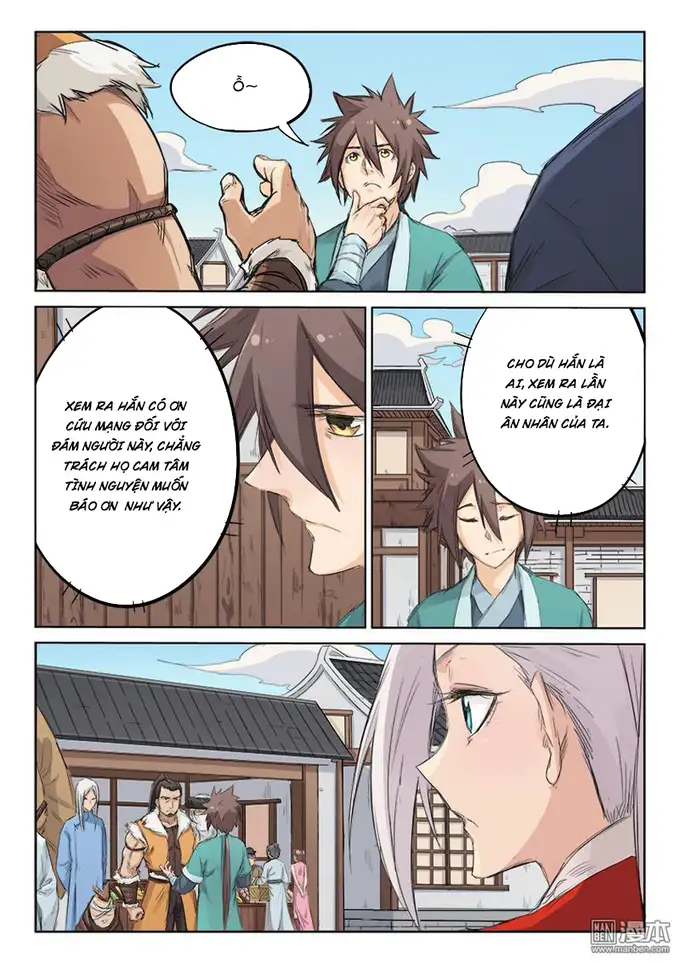 Ồ~
XEM RA HẮN CÓ ƠN
CỨU MẠNG ĐỐI VỚI
ĐÁM NGƯỜI NÀY, CHẲNG
TRÁCH HỌ CAM TÂM
TÌNH NGUYỆN MUỐN
BÁO ƠN NHƯ VẬY.
CHO DÙ HẮN LÀ
AI, XEM RA LẦN
NÀY CŨNG LÀ ĐẠI
ÂN NHÂN CỦA TA.
MAN
BEN 漫本
www.manben.com